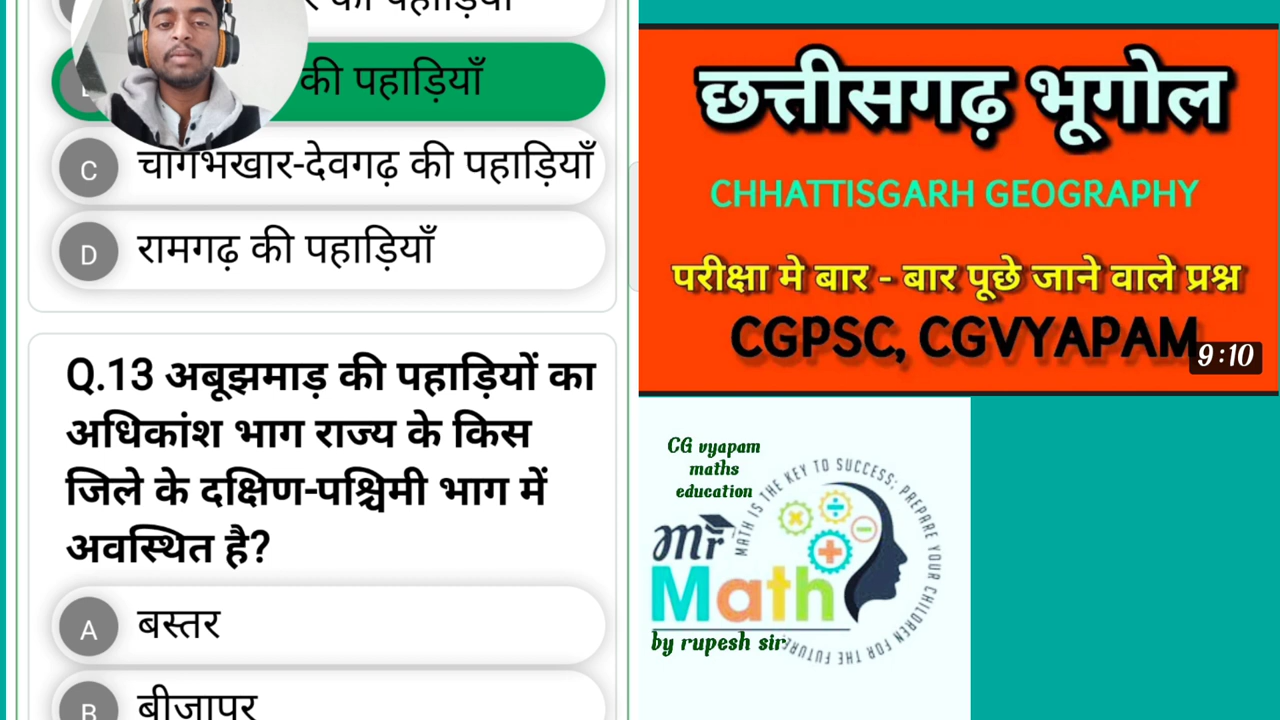 की पहाड़ियाँ
की पहाड़ियाँ
C चांगभखार-देवगढ़ की पहाड़ियाँ
D रामगढ़ की पहाड़ियाँ
Q.13 अबूझमाड़ की पहाड़ियों का
अधिकांश भाग राज्य के किस
जिले के दक्षिण-पश्चिमी भाग में
अवस्थित है?
A बस्तर
B बीजापुर
छत्तीसगढ़ भूगोल
CHHATTISGARH GEOGRAPHY
परीक्षा मे बार - बार पूछे जाने वाले प्रश्न
CGPSC, CGVYAPAM
9:10
CG vyapam
maths
education
MATH IS THE KEY TO SUCCESS; PREPARE YOUR CHILDREN FOR THE FUTURE
Mr
Math
by rupesh sir